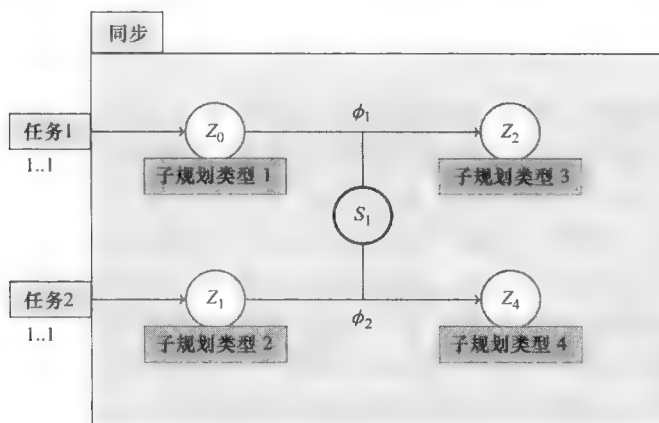 同步
任务1
1..1
Z0
ϕ1
Z2
子规划类型 1
子规划类型 3
S1
任务2
1..1
Z1
ϕ2
Z4
子规划类型 2
子规划类型 4